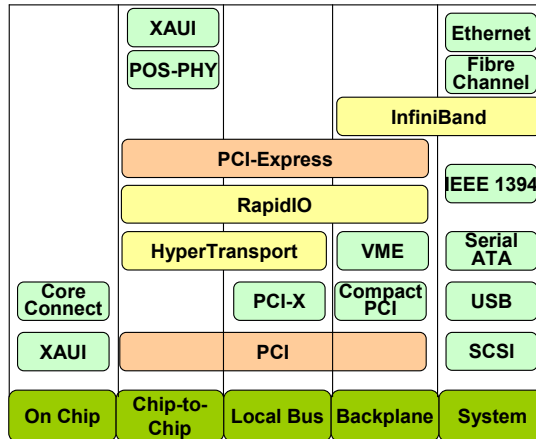 XAUI
Ethernet
POS-PHY
Fibre
Channel
InfiniBand
PCI-Express
IEEE 1394
RapidIO
HyperTransport
VME
Serial
ATA
Core
Connect
PCI-X
Compact
PCI
USB
XAUI
PCI
SCSI
On Chip
Chip-to-
Chip
Local Bus
Backplane
System